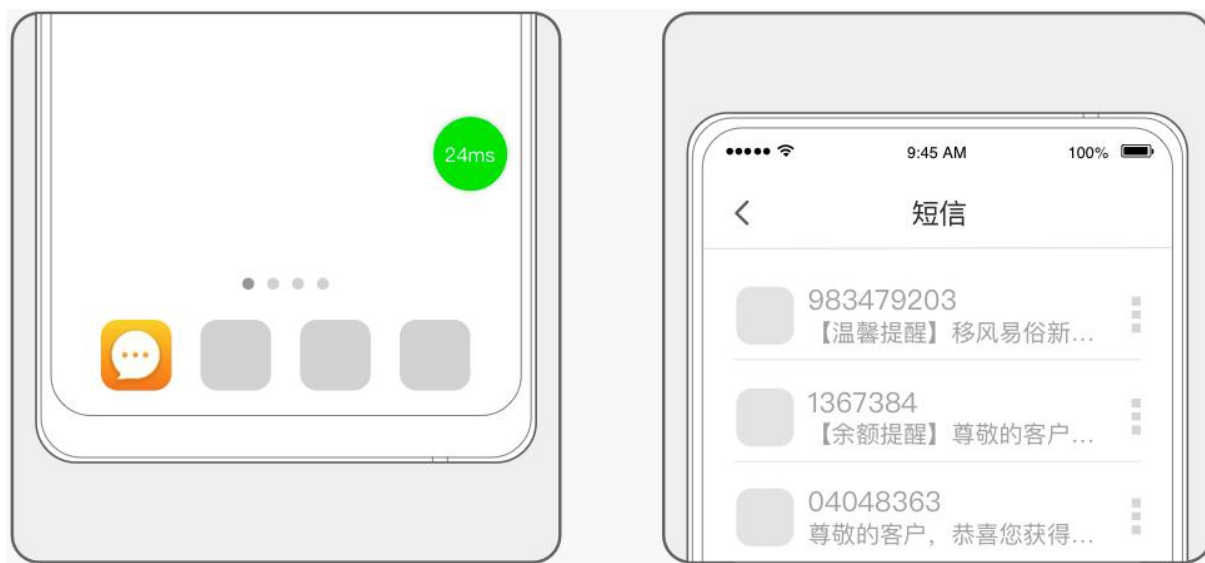 24ms
9:45 AM
100%
短信
983479203
【温馨提醒】移风易俗新...
1367384
【余额提醒】尊敬的客户...
04048363
尊敬的客户，恭喜您获得...